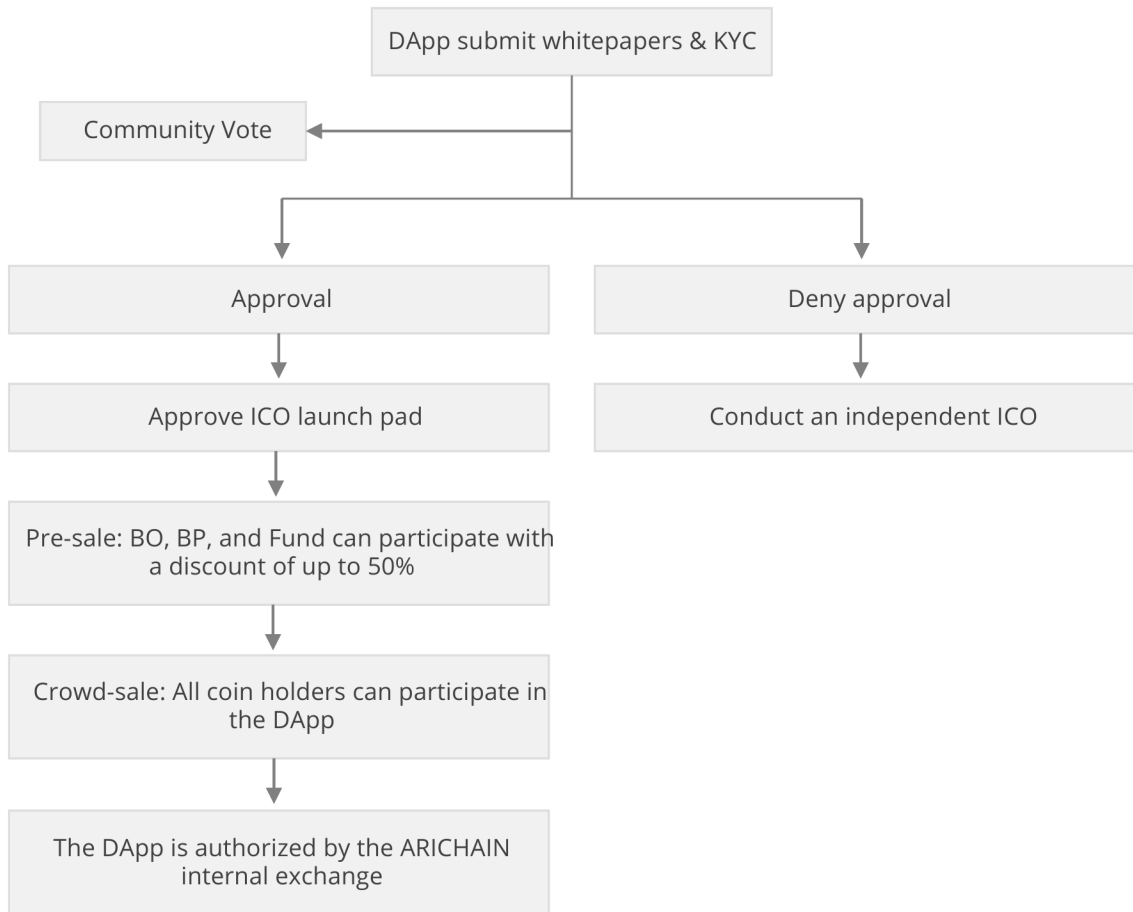 DApp submit whitepapers & KYC
Community Vote
Approval
Deny approval
Approve ICO launch pad
Conduct an independent ICO
Pre-sale: BO, BP, and Fund can participate with
a discount of up to 50%
Crowd-sale: All coin holders can participate in
the DApp
The DApp is authorized by the ARICHAIN
internal exchange